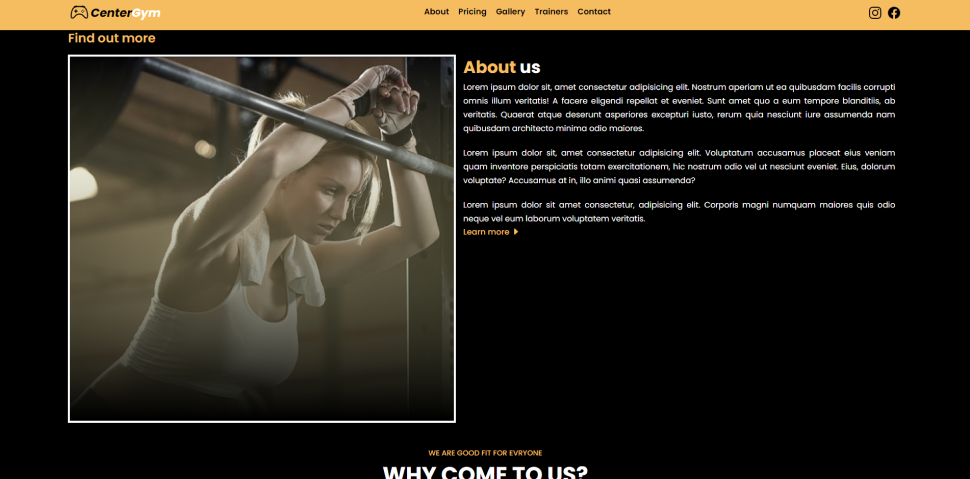 CenterGym
About Pricing Gallery Trainers Contact
Find out more
About us
Lorem ipsum dolor sit, amet consectetur adipisicing elit. Nostrum aperiam ut ea quibusdam facilis corrupti
omnis illum veritatis! A facere eligendi repellat et eveniet. Sunt amet quo a eum tempore blanditiis, ab
veritatis. Quaerat atque deserunt asperiores excepturi iusto, rerum quia nesciunt iure assumenda nam
quibusdam architecto minima odio maiores.
Lorem ipsum dolor sit, amet consectetur adipisicing elit. Voluptatum accusamus placeat eius veniam
quam inventore perspiciatis totam exercitationem, hic nostrum odio vel ut nesciunt eveniet. Eius, dolorum
voluptate? Accusamus at in, illo animi quasi assumenda?
Lorem ipsum dolor sit amet consectetur, adipisicing elit. Corporis magni numquam maiores quis odio
neque vel eum laborum voluptatem veritatis.
Learn more
WE ARE GOOD FIT FOR EVRYONE
WHY COME TO US?